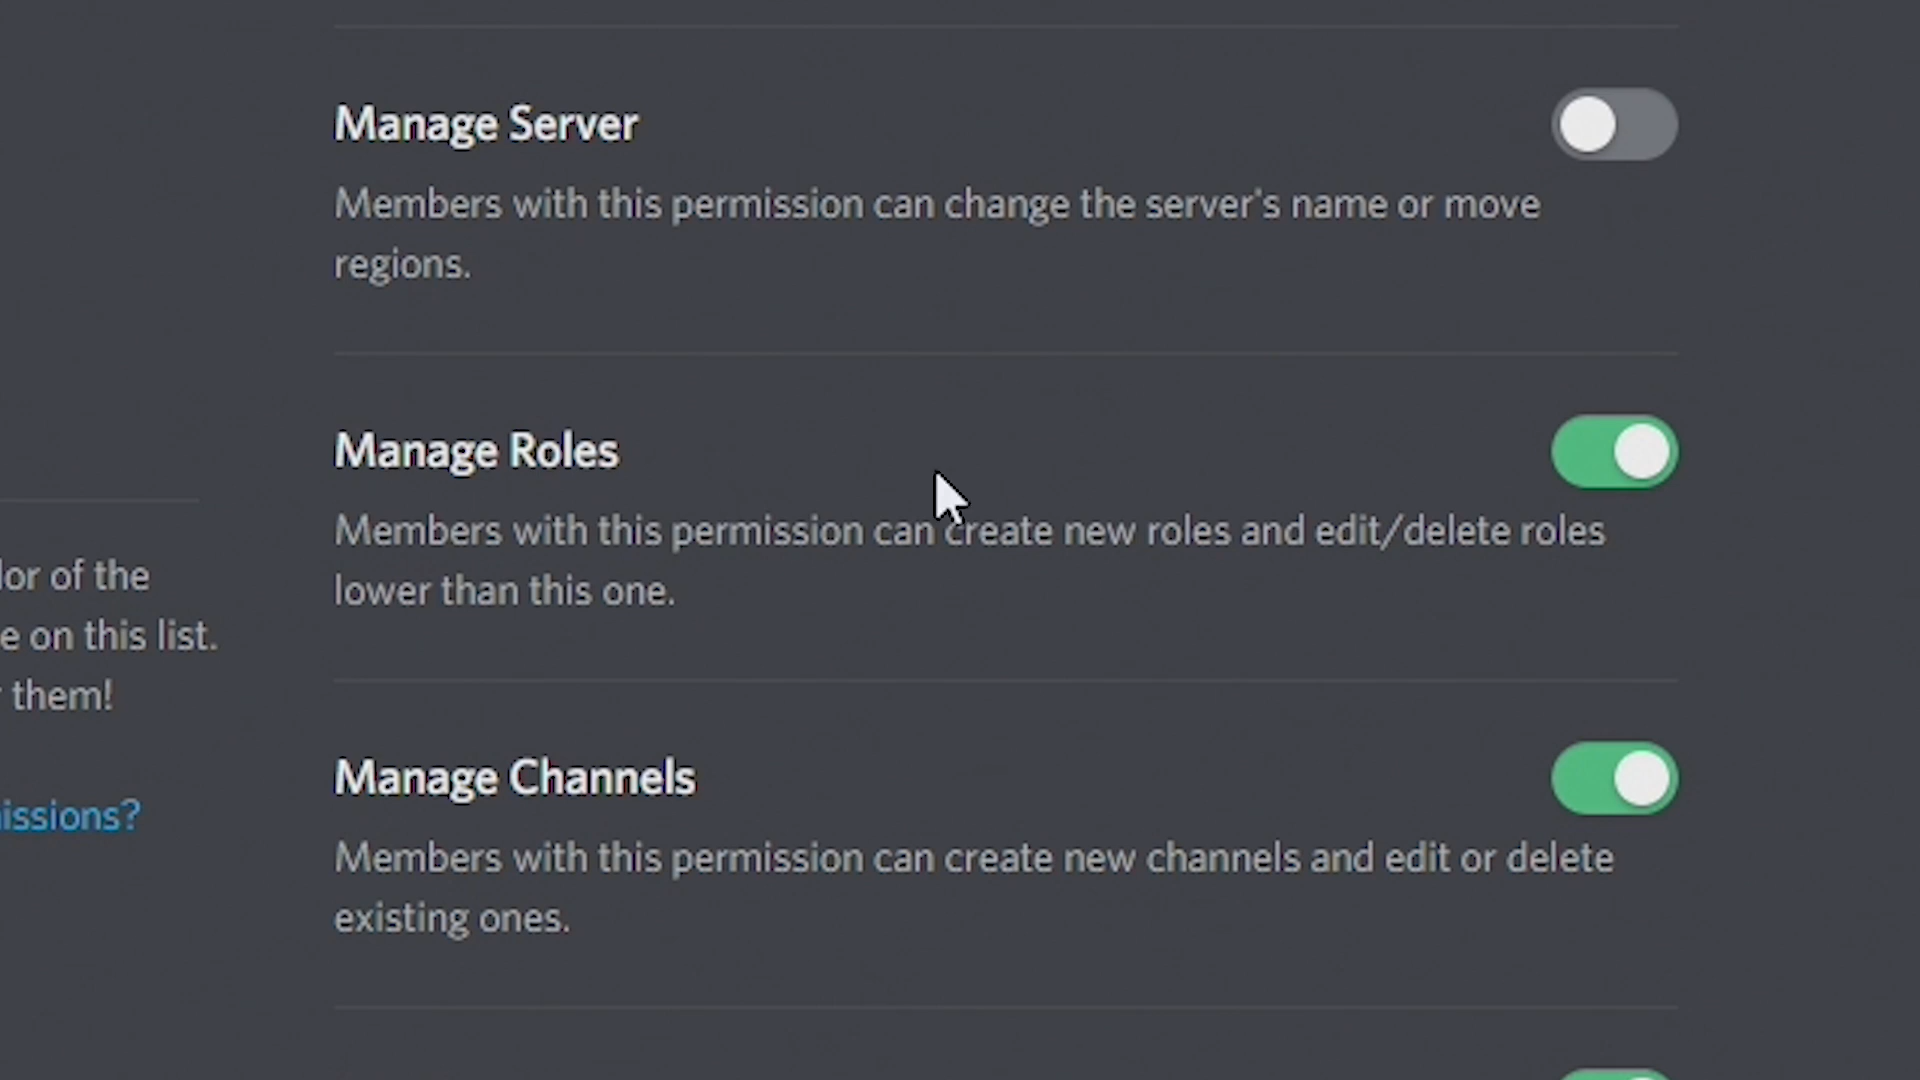 Manage Server
Members with this permission can change the server's name or move
regions.
Manage Roles
Members with this permission can create new roles and edit/delete roles
lower than this one.
of the
on this list.
them!
Manage Channels
Members with this permission can create new channels and edit or delete
existing ones.